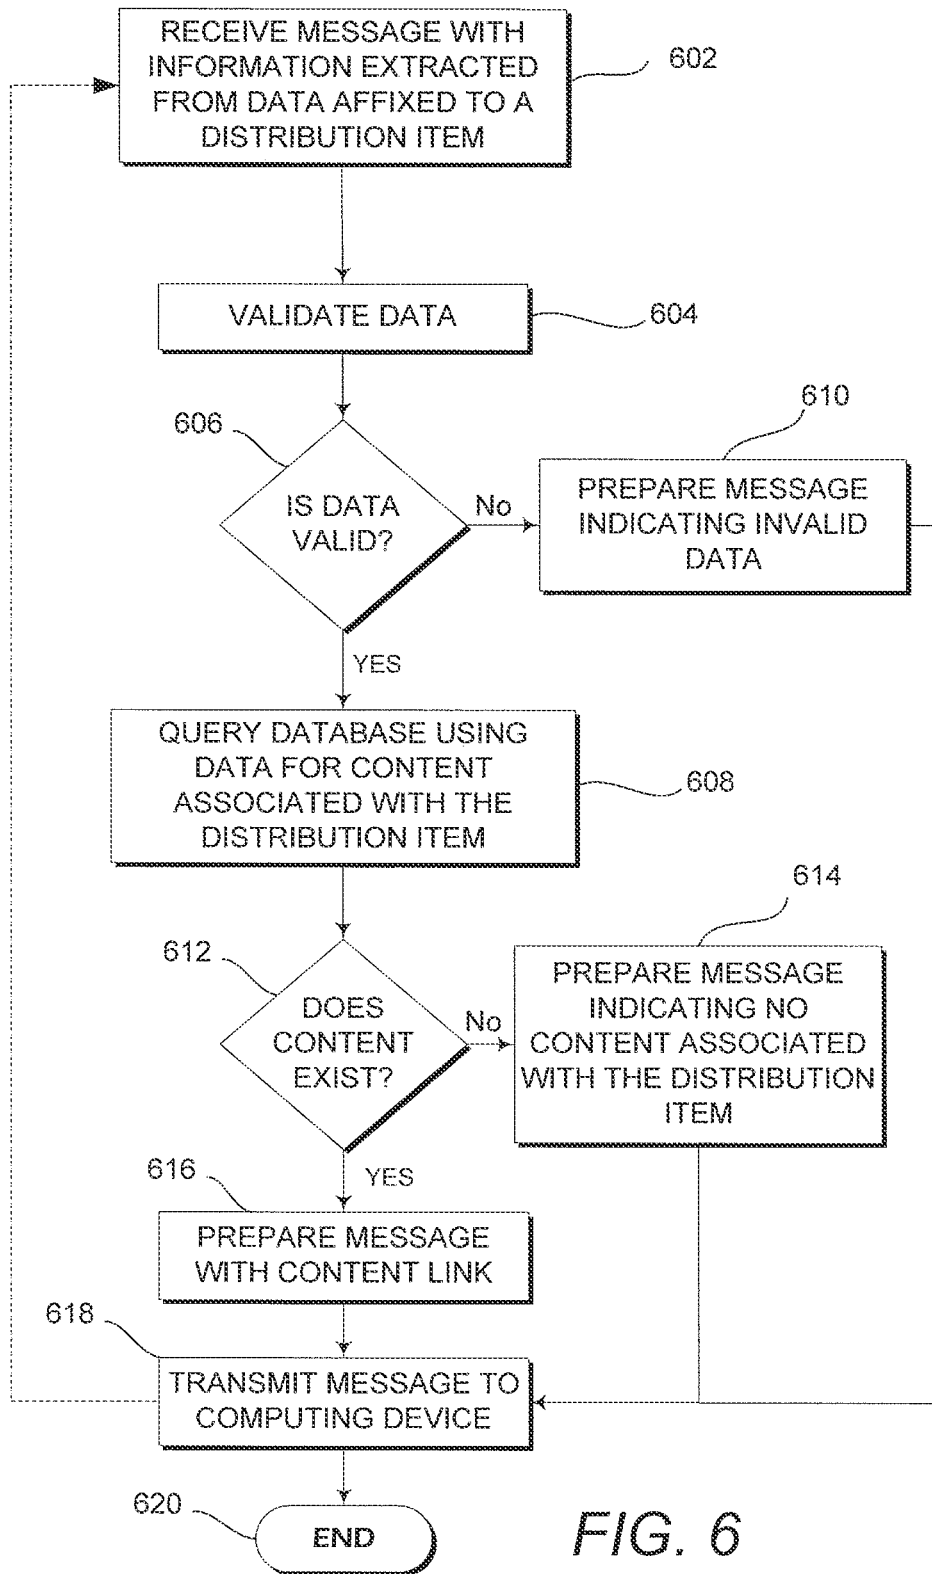 RECEIVE MESSAGE WITH
INFORMATION EXTRACTED
FROM DATA AFFIXED TO A
DISTRIBUTION ITEM
602
VALIDATE DATA
604
606
IS DATA
VALID?
No
610
PREPARE MESSAGE
INDICATING INVALID
DATA
YES
QUERY DATABASE USING
DATA FOR CONTENT
ASSOCIATED WITH THE
DISTRIBUTION ITEM
608
612
DOES
CONTENT
EXIST?
No
614
PREPARE MESSAGE
INDICATING NO
CONTENT ASSOCIATED
WITH THE DISTRIBUTION
ITEM
YES
616
PREPARE MESSAGE
WITH CONTENT LINK
618
TRANSMIT MESSAGE TO
COMPUTING DEVICE
620
END
FIG. 6